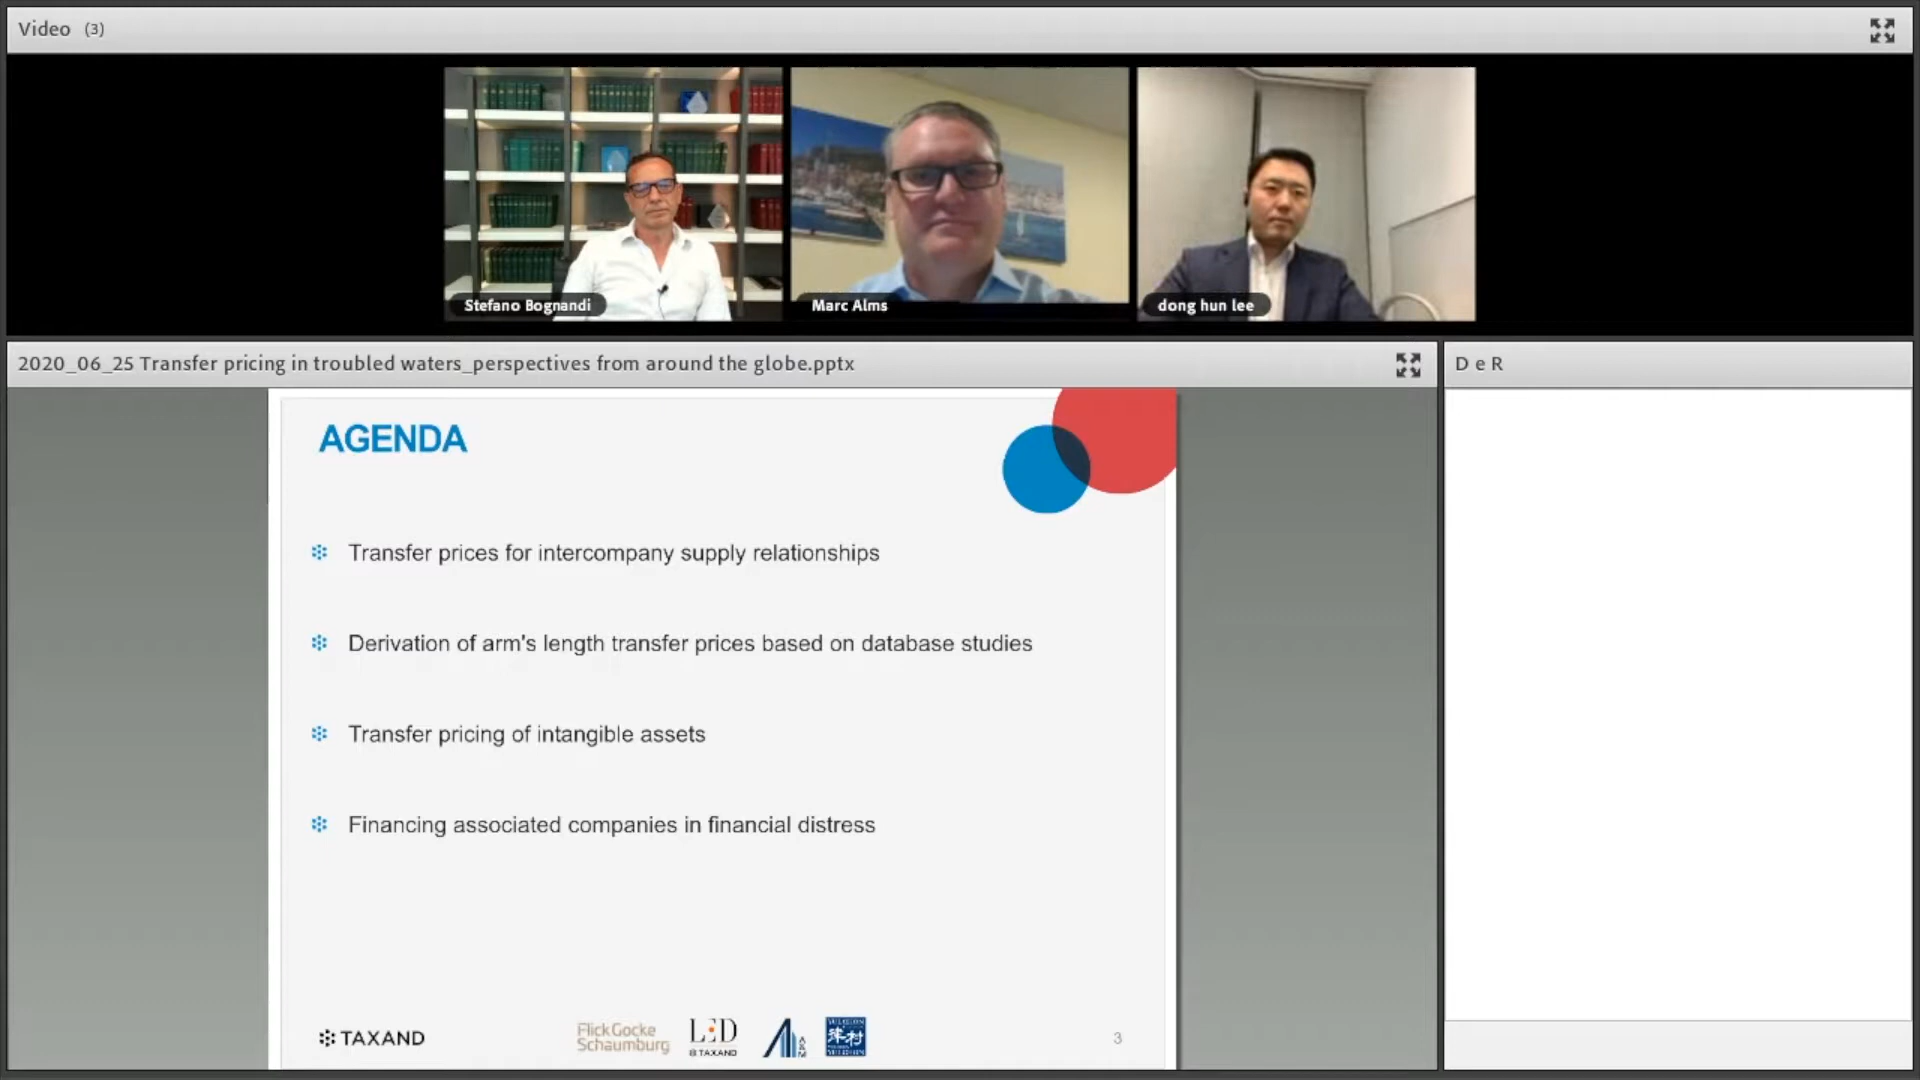 Video (3)
Stefano Bognandi
Marc Alms
dong hun lee
2020_06_25 Transfer pricing in troubled waters_perspectives from around the globe.pptx
D e R
AGENDA
Transfer prices for intercompany supply relationships
Derivation of arm's length transfer prices based on database studies
Transfer pricing of intangible assets
Financing associated companies in financial distress
TAXAND
FlickGocke
Schaumburg
LED
TAXAND
3